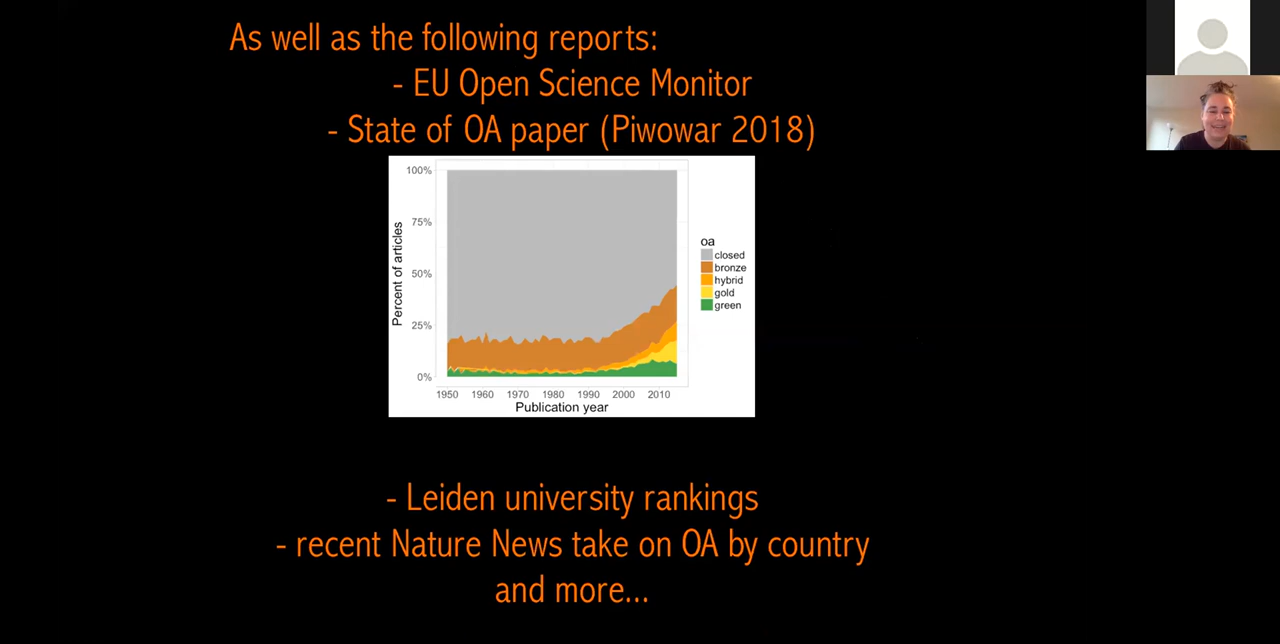 As well as the following reports:
- EU Open Science Monitor
- State of OA paper (Piwowar 2018)
100%
75%
50%
25%
0%
Percent of articles
1950 1960 1970 1980 1990 2000 2010
Publication year
oa
closed
bronze
hybrid
gold
green
- Leiden university rankings
- recent Nature News take on OA by country
and more...